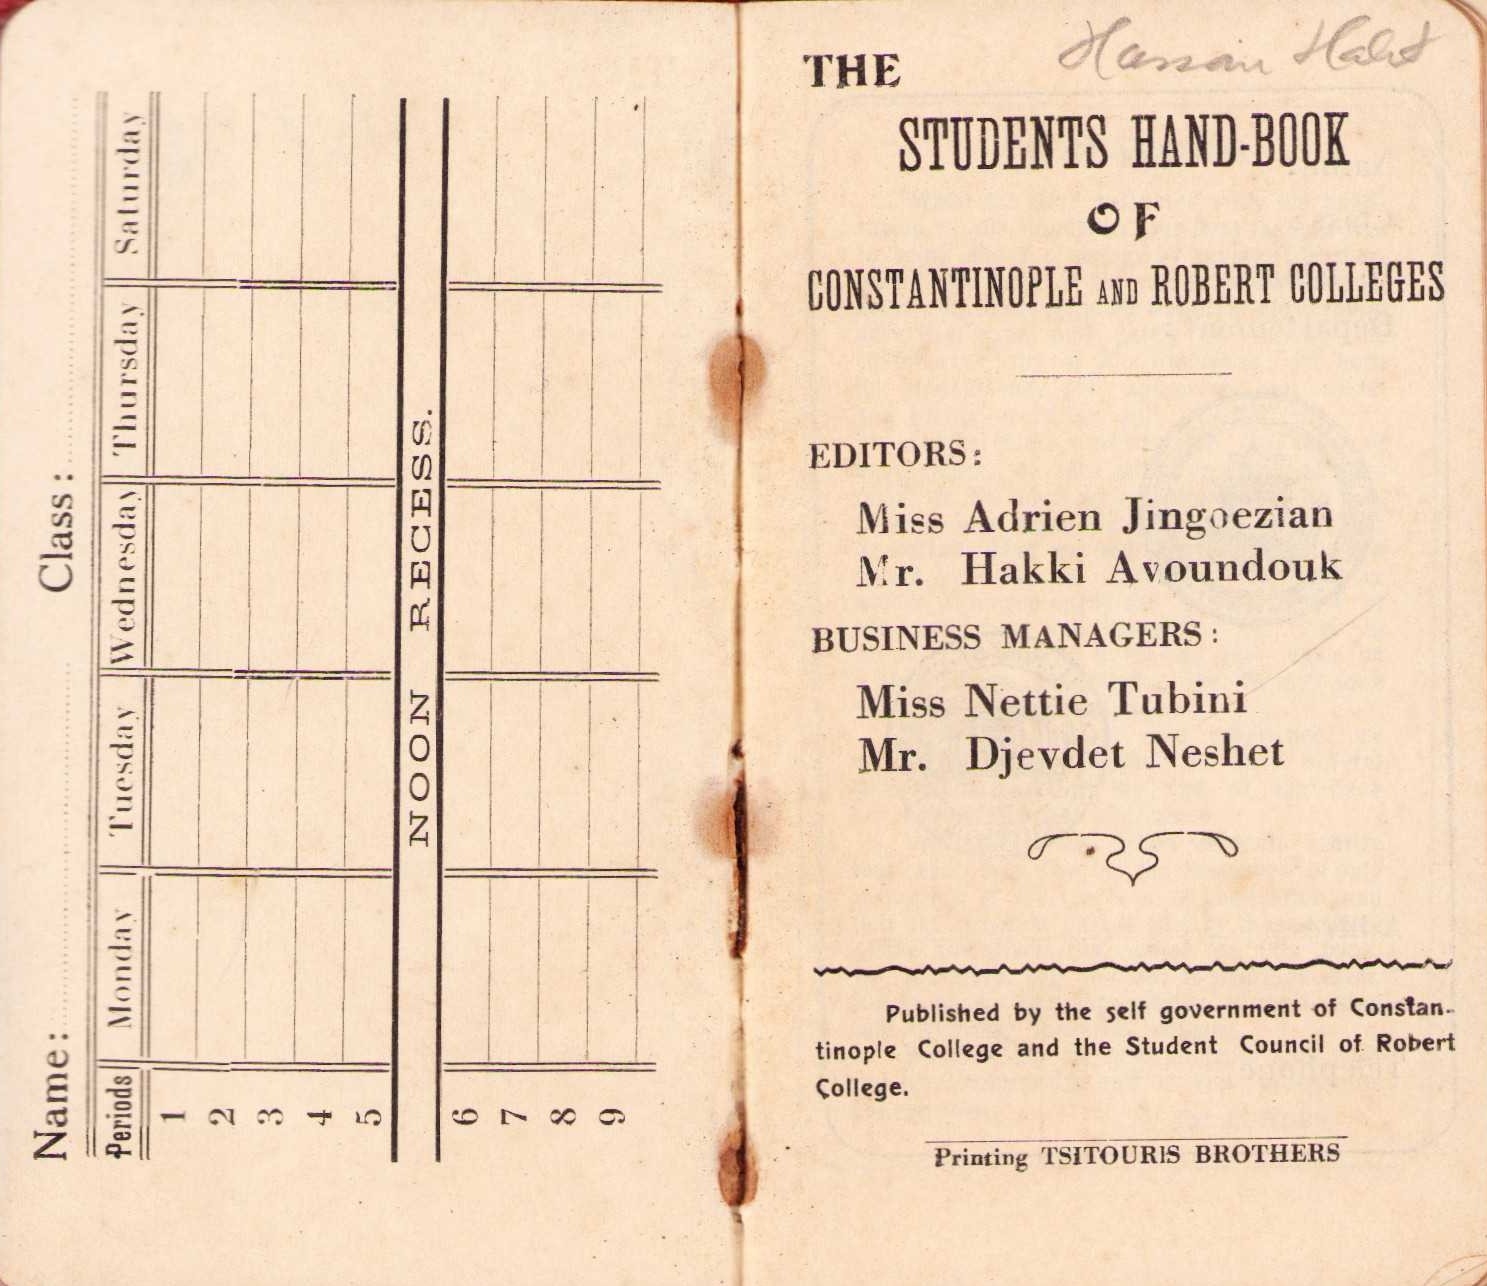 Name: Class:
Periods Monday Tuesday Wednesday Thursday Saturday
1
2
3
4
5
NOON RECESS.
6
7
8
9
THE
STUDENTS HAND-BOOK
OF
CONSTANTINOPLE AND ROBERT COLLEGES
EDITORS:
Miss Adrien Jingoezian
Mr. Hakki Avoundouk
BUSINESS MANAGERS:
Miss Nettie Tubini
Mr. Djevdet Neshet
Published by the self government of Constan-
tinople College and the Student Council of Robert
College.
Printing TSITOURIS BROTHERS